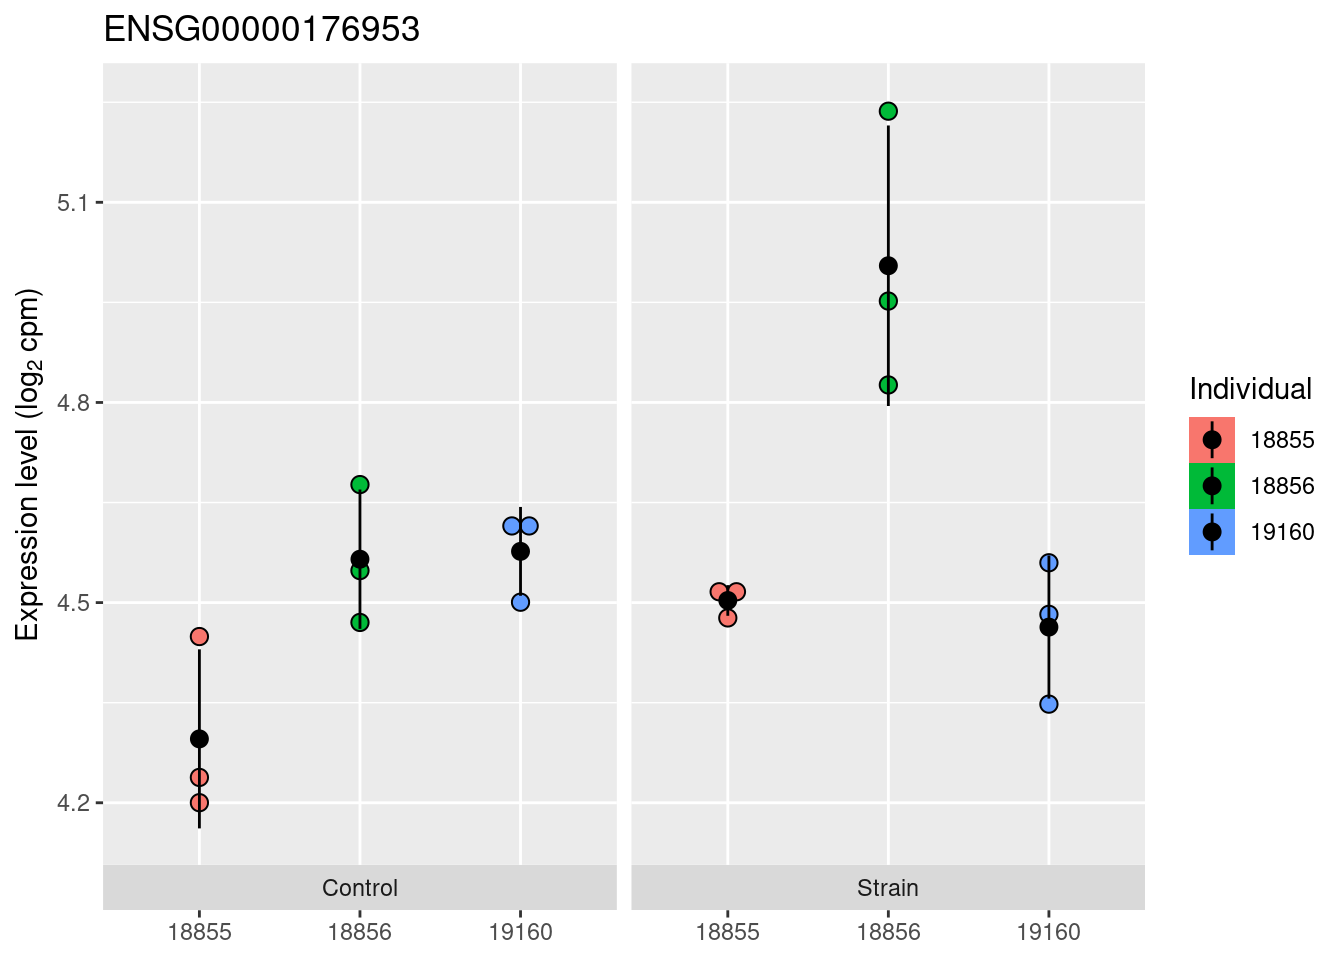 ENSG00000176953
Expression level (log2 cpm)
5.1
4.8
4.5
4.2
Control
Strain
18855
18856
19160
18855
18856
19160
Individual
18855
18856
19160